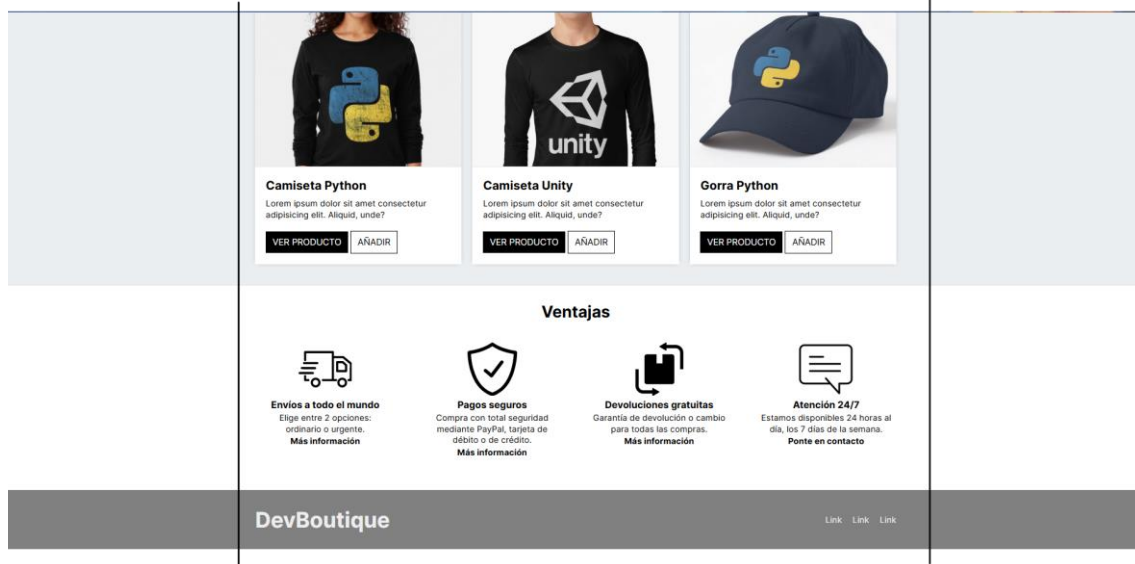 unity
Camiseta Python
Lorem ipsum dolor sit amet consectetur
adipisicing elit. Aliquid, unde?
VER PRODUCTO AÑADIR
Camiseta Unity
Lorem ipsum dolor sit amet consectetur
adipisicing elit. Aliquid, unde?
VER PRODUCTO AÑADIR
Gorra Python
Lorem ipsum dolor sit amet consectetur
adipisicing elit. Aliquid, unde?
VER PRODUCTO AÑADIR
Ventajas
Envíos a todo el mundo
Elige entre 2 opciones:
ordinario o urgente.
Más información
Pagos seguros
Compra con total seguridad
mediante PayPal, tarjeta de
débito o de crédito.
Más información
Devoluciones gratuitas
Garantía de devolución o cambio
para todas las compras.
Más información
Atención 24/7
Estamos disponibles 24 horas al
día, los 7 días de la semana.
Ponte en contacto
DevBoutique
Link Link Link